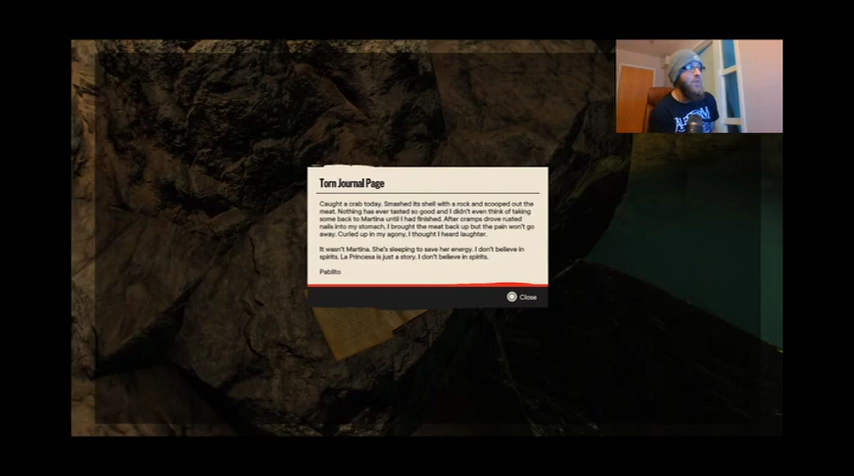 Torn Journal Page
Caught a crab today. Smashed its shell with a rock and scooped out the
meat. Nothing has ever tasted so good and I didn't even think of taking
some back to Martina until I had finished. After cramps drove rusted
nails into my stomach, I brought the meat back up but the pain won't go
away. Curled up in my agony, I thought I heard laughter.
It wasn't Martina. She's sleeping to save her energy. I don't believe in
spirits. La Princesa is just a story. I don't believe in spirits.
Pablito
Close